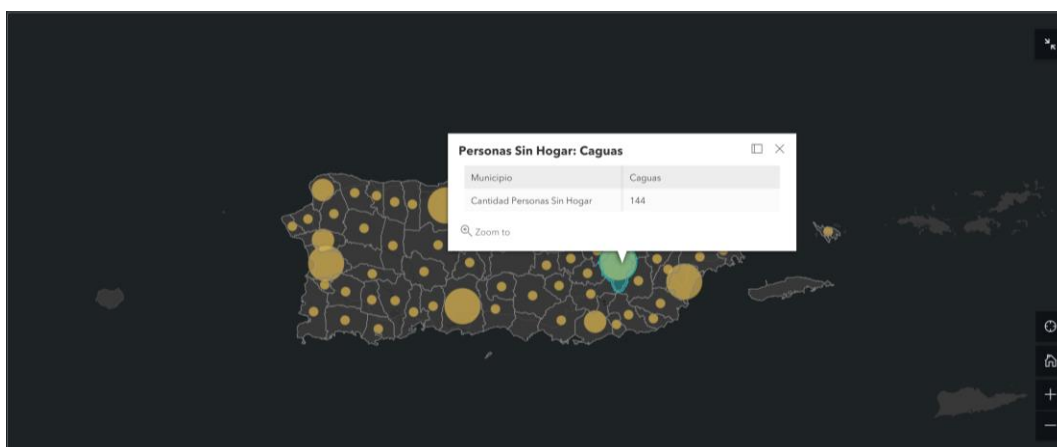 Personas Sin Hogar: Caguas
Municipio Caguas
Cantidad Personas Sin Hogar 144
Zoom to